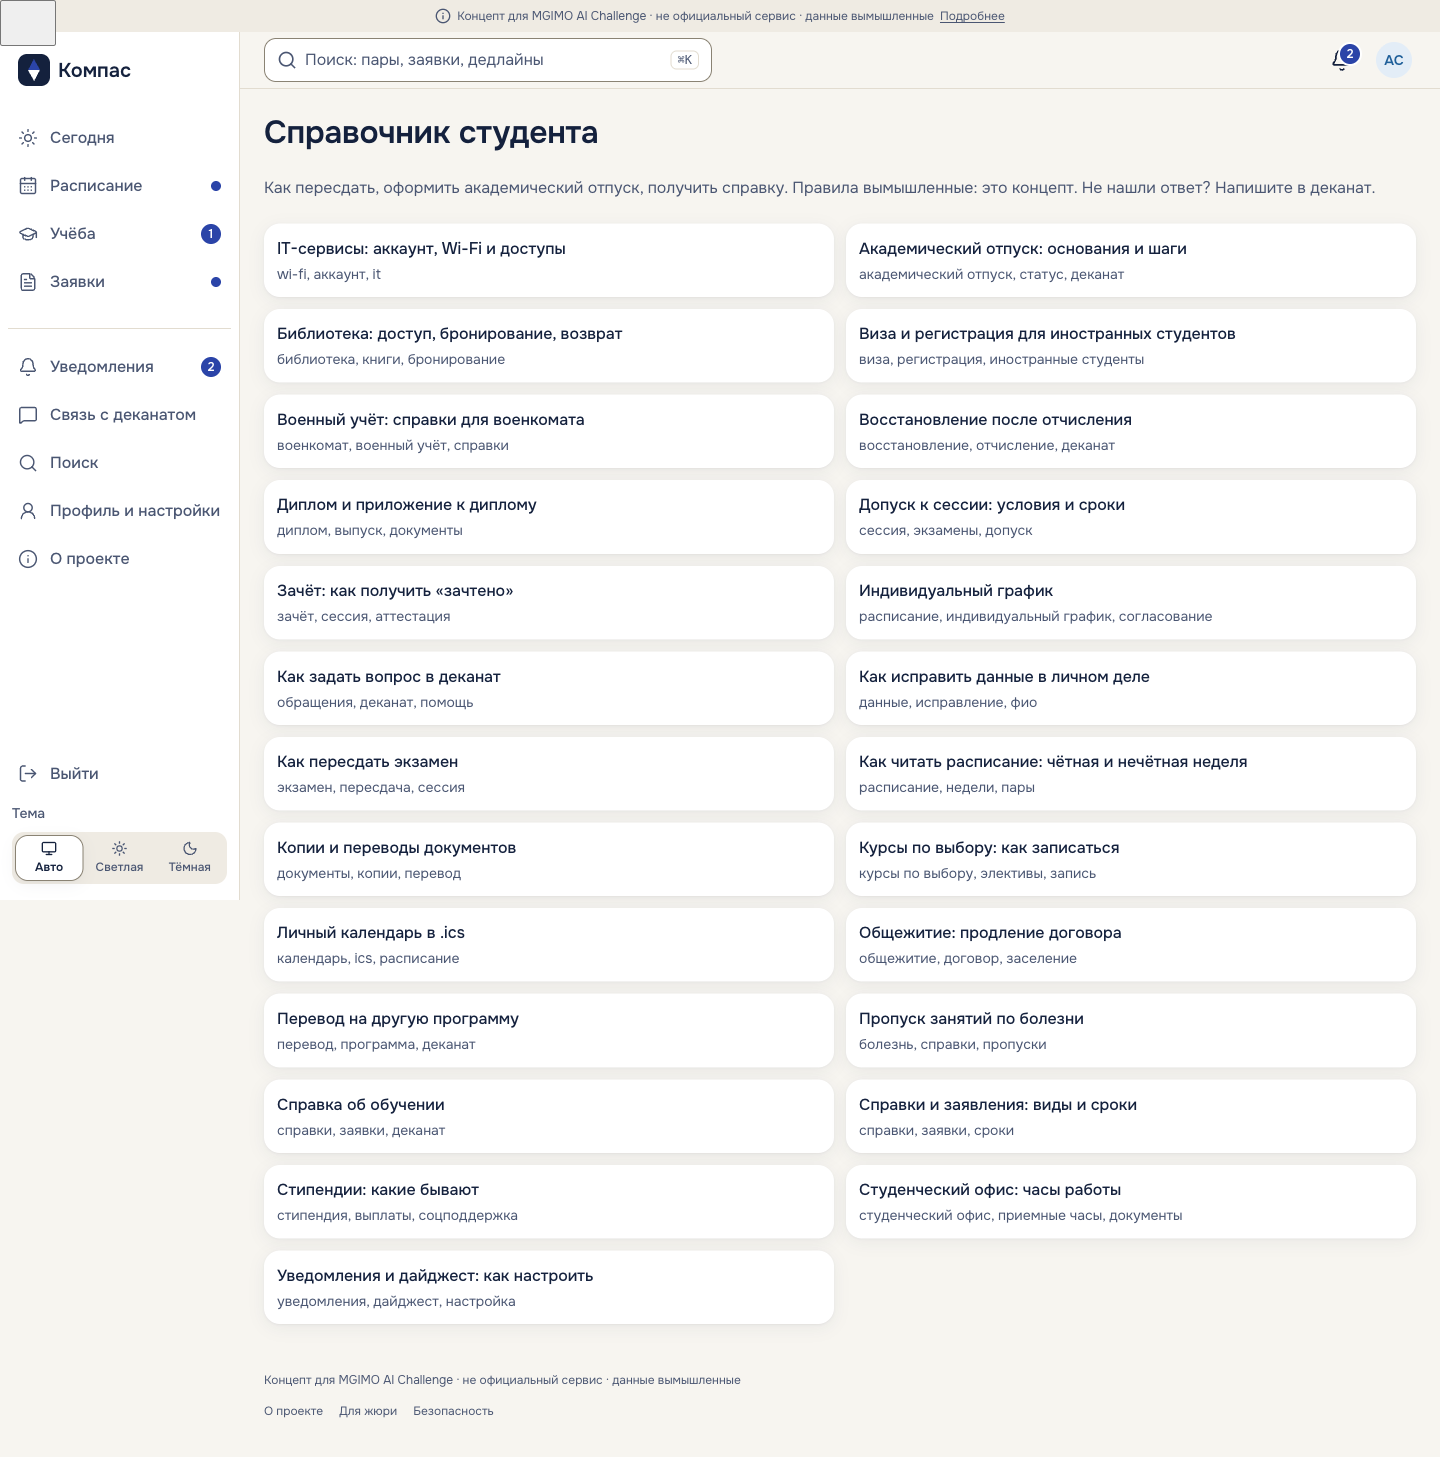 Концепт для MGIMO AI Challenge · не официальный сервис · данные вымышленные Подробнее
Компас
Поиск: пары, заявки, дедлайны
⌘K
2
АС
Сегодня
Расписание
Учёба
1
Заявки
Уведомления
2
Связь с деканатом
Поиск
Профиль и настройки
О проекте
Выйти
Тема
Авто
Светлая
Тёмная
Справочник студента
Как пересдать, оформить академический отпуск, получить справку. Правила вымышленные: это концепт. Не нашли ответ? Напишите в деканат.
IT-сервисы: аккаунт, Wi-Fi и доступы
wi-fi, аккаунт, it
Академический отпуск: основания и шаги
академический отпуск, статус, деканат
Библиотека: доступ, бронирование, возврат
библиотека, книги, бронирование
Виза и регистрация для иностранных студентов
виза, регистрация, иностранные студенты
Военный учёт: справки для военкомата
военкомат, военный учёт, справки
Восстановление после отчисления
восстановление, отчисление, деканат
Диплом и приложение к диплому
диплом, выпуск, документы
Допуск к сессии: условия и сроки
сессия, экзамены, допуск
Зачёт: как получить «зачтено»
зачёт, сессия, аттестация
Индивидуальный график
расписание, индивидуальный график, согласование
Как задать вопрос в деканат
обращения, деканат, помощь
Как исправить данные в личном деле
данные, исправление, фио
Как пересдать экзамен
экзамен, пересдача, сессия
Как читать расписание: чётная и нечётная неделя
расписание, недели, пары
Копии и переводы документов
документы, копии, перевод
Курсы по выбору: как записаться
курсы по выбору, элективы, запись
Личный календарь в .ics
календарь, ics, расписание
Общежитие: продление договора
общежитие, договор, заселение
Перевод на другую программу
перевод, программа, деканат
Пропуск занятий по болезни
болезнь, справки, пропуски
Справка об обучении
справки, заявки, деканат
Справки и заявления: виды и сроки
справки, заявки, сроки
Стипендии: какие бывают
стипендия, выплаты, соцподдержка
Студенческий офис: часы работы
студенческий офис, приемные часы, документы
Уведомления и дайджест: как настроить
уведомления, дайджест, настройка
Концепт для MGIMO AI Challenge · не официальный сервис · данные вымышленные
О проекте
Для жюри
Безопасность